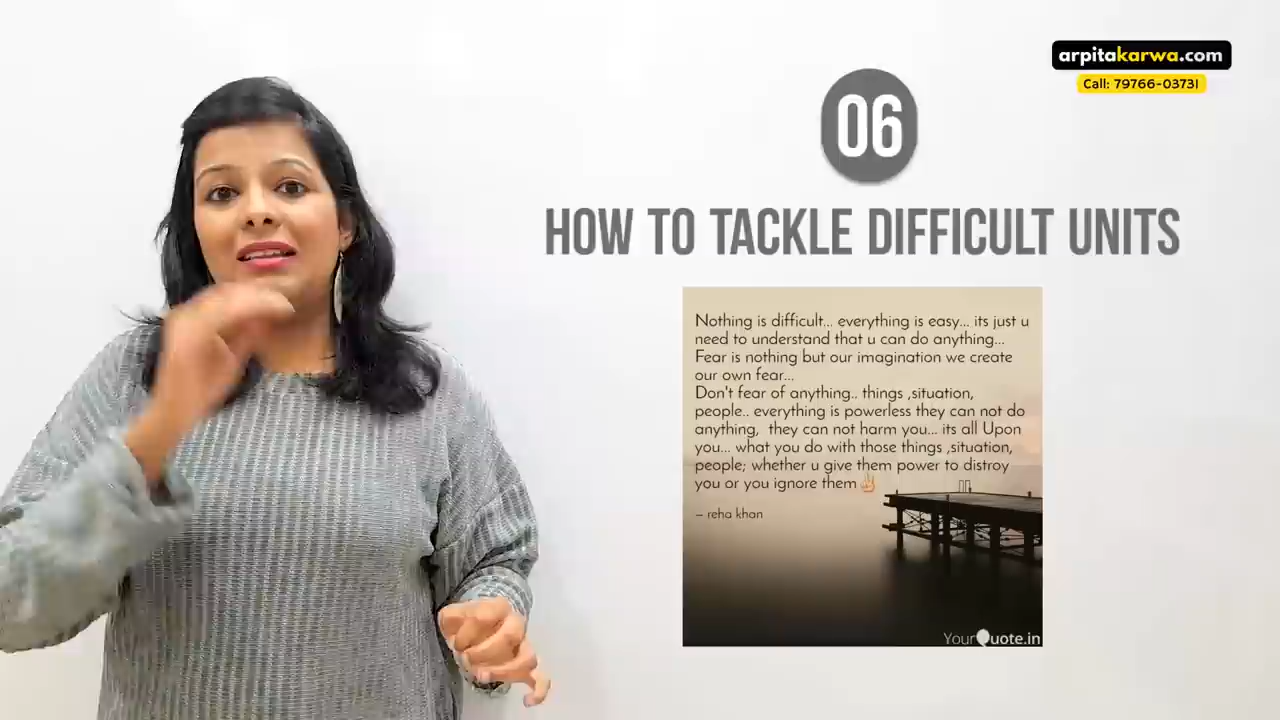 arpitakarwa.com
Call: 79766-03731
06
HOW TO TACKLE DIFFICULT UNITS
Nothing is difficult... everything is easy... its just u
need to understand that u can do anything...
Fear is nothing but our imagination we create
our own fear...
Don't fear of anything.. things ,situation,
people.. everything is powerless they can not do
anything,  they can not harm you... its all Upon
you... what you do with those things ,situation,
people; whether u give them power to distroy
you or you ignore them✌
– reha khan
YourQuote.in